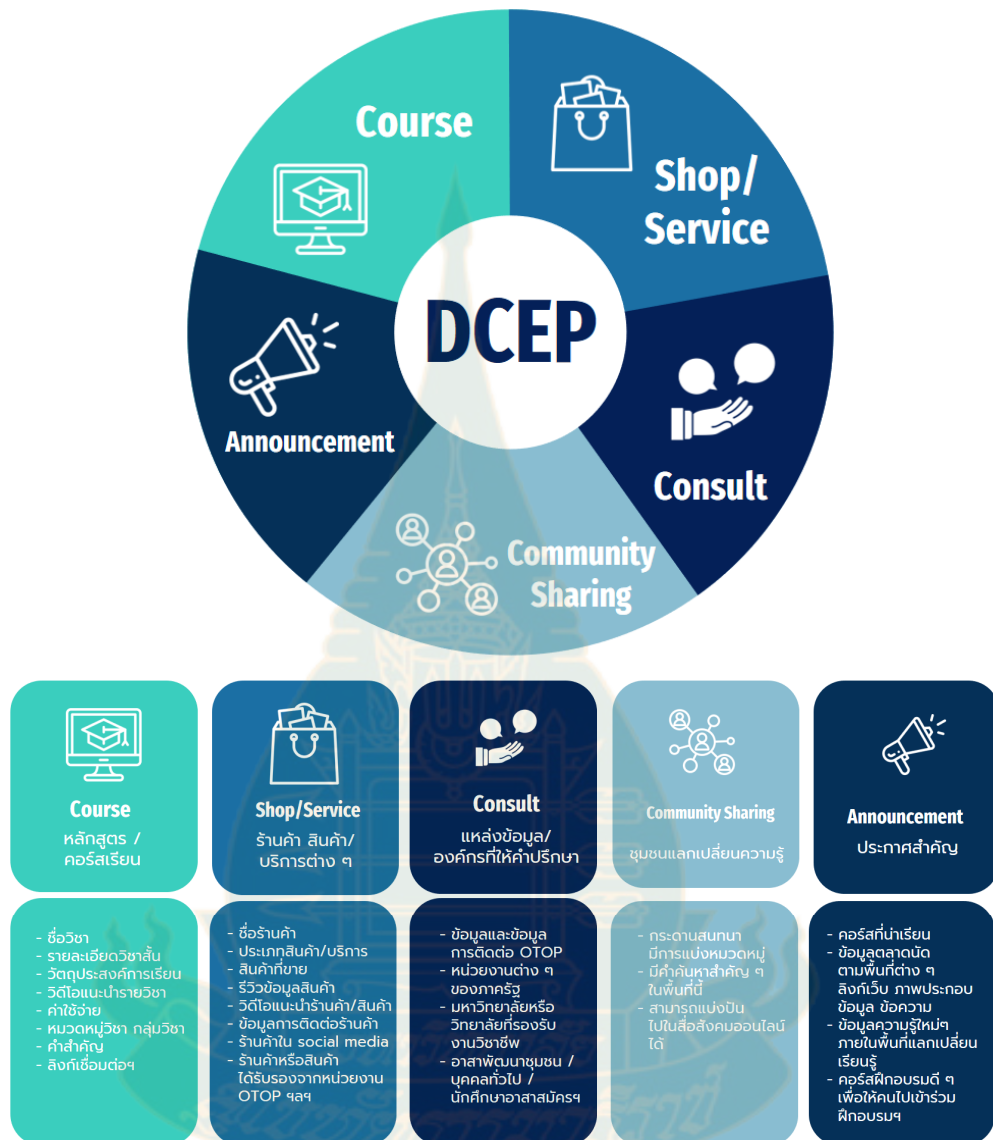 Course
Shop/
Service
DCEP
Announcement
Consult
Community
Sharing
Course
หลักสูตร /
คอร์สเรียน
Shop/Service
ร้านค้า สินค้า/
บริการต่าง ๆ
Consult
แหล่งข้อมูล/
องค์กรที่ให้คำปรึกษา
Community Sharing
ชุมชนแลกเปลี่ยนความรู้
Announcement
ประกาศสำคัญ
- ชื่อวิชา
- รายละเอียดวิชาสั้น
- วัตถุประสงค์การเรียน
- วิดีโอแนะนำรายวิชา
- ค่าใช้จ่าย
- หมวดหมู่วิชา กลุ่มวิชา
- คำสำคัญ
- ลิงก์เชื่อมต่อฯ
- ชื่อร้านค้า
- ประเภทสินค้า/บริการ
- สินค้าที่ขาย
- รีวิวข้อมูลสินค้า
- วิดีโอแนะนำร้านค้า/สินค้า
- ข้อมูลการติดต่อร้านค้า
- ร้านค้าใน social media
- ร้านค้าหรือสินค้า
ได้รับรองจากหน่วยงาน
OTOP ฯลฯ
- ข้อมูลและข้อมูล
การติดต่อ OTOP
- หน่วยงานต่าง ๆ
ของภาครัฐ
- มหาวิทยาลัยหรือ
วิทยาลัยที่รองรับ
งานวิชาชีพ
- อาสาพัฒนาชุมชน /
บุคคลทั่วไป /
นักศึกษาอาสาสมัครฯ
- กระดานสนทนา
มีการแบ่งหมวดหมู่
- มีคำค้นหาสำคัญ ๆ
ในพื้นที่นี้
- สามารถแบ่งปัน
ไปในสื่อสังคมออนไลน์
ได้
- คอร์สที่น่าเรียน
- ข้อมูลตลาดนัด
ตามพื้นที่ต่าง ๆ
ลิงก์เว็บ ภาพประกอบ
ข้อมูล ข้อความ
- ข้อมูลความรู้ใหม่ๆ
ภายในพื้นที่แลกเปลี่ยน
เรียนรู้
- คอร์สฝึกอบรมดี ๆ
เพื่อให้คนไปเข้าร่วม
ฝึกอบรมฯ